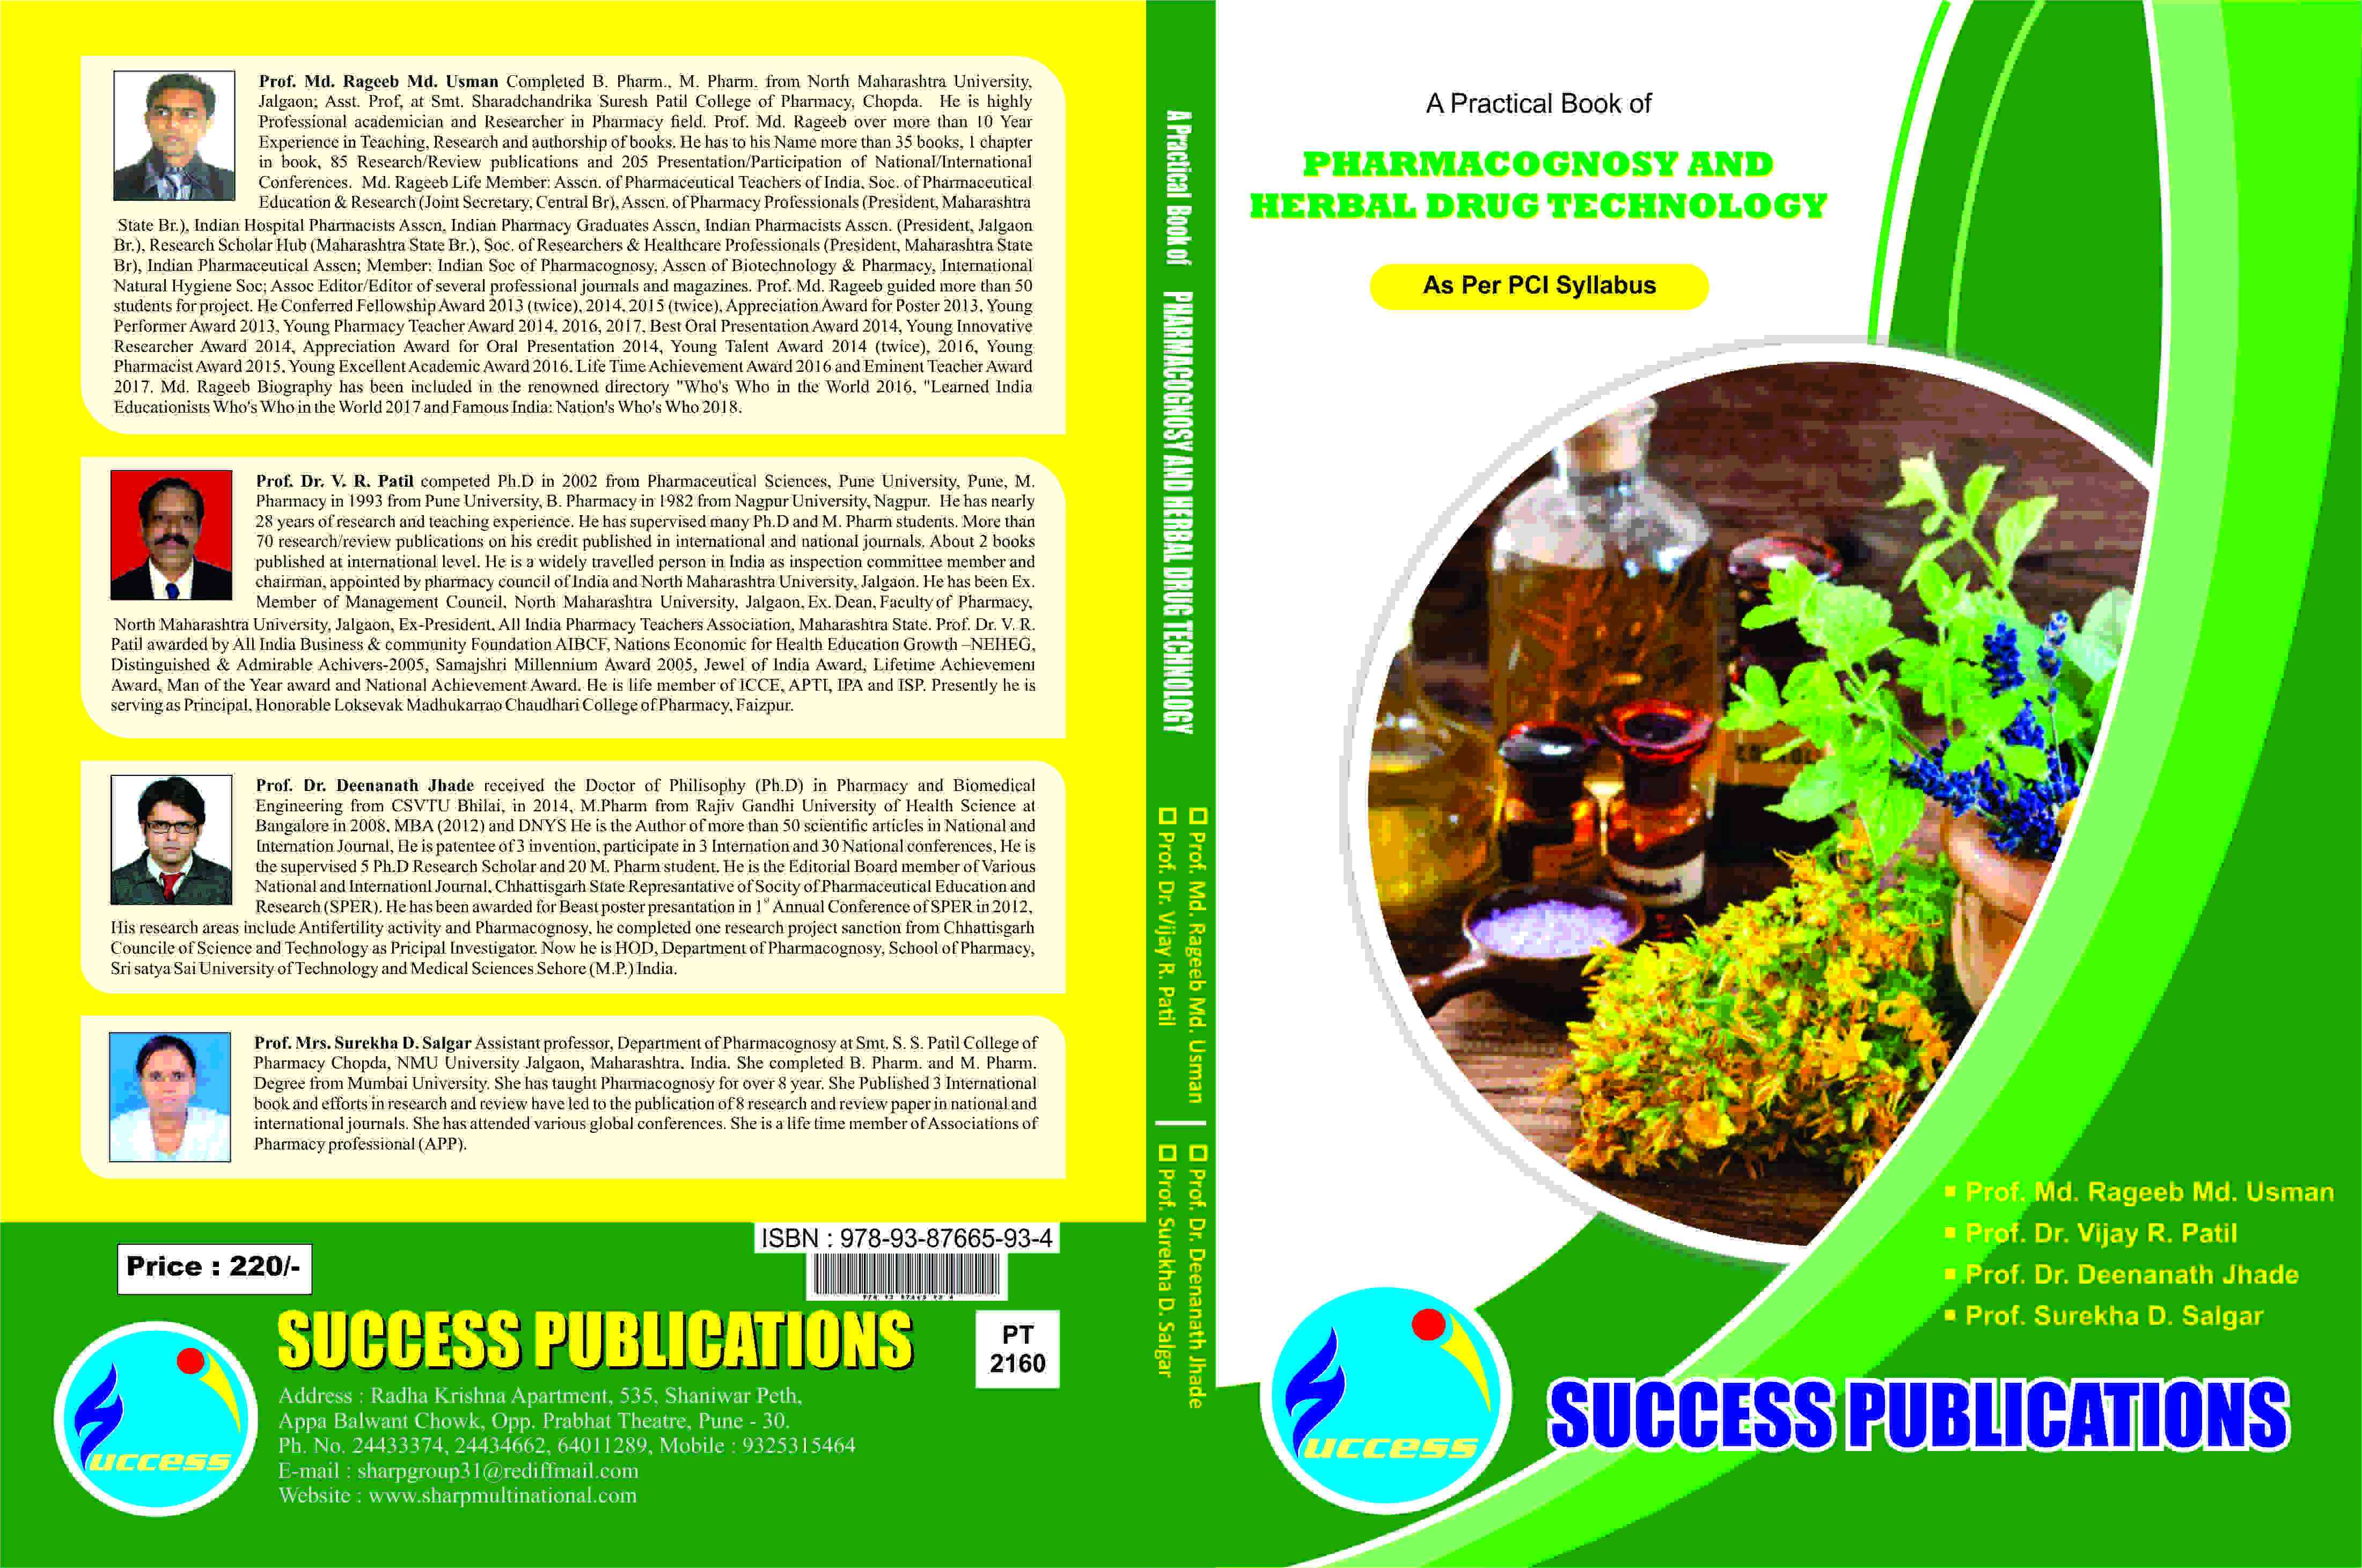 Prof. Md. Rageeb Md. Usman Completed B. Pharm., M. Pharm. from North Maharashtra University,
Jalgaon; Asst. Prof, at Smt. Sharadchandrika Suresh Patil College of Pharmacy, Chopda. He is highly
Professional academician and Researcher in Pharmacy field. Prof. Md. Rageeb over more than 10 Year
Experience in Teaching, Research and authorship of books. He has to his Name more than 35 books, 1 chapter
in book, 85 Research/Review publications and 205 Presentation/Participation of National/International
Conferences. Md. Rageeb Life Member: Asscn. of Pharmaceutical Teachers of India, Soc. of Pharmaceutical
Education & Research (Joint Secretary, Central Br), Asscn. of Pharmacy Professionals (President, Maharashtra
State Br.), Indian Hospital Pharmacists Asscn, Indian Pharmacy Graduates Asscn, Indian Pharmacists Asscn. (President, Jalgaon
Br.), Research Scholar Hub (Maharashtra State Br.), Soc. of Researchers & Healthcare Professionals (President, Maharashtra State
Br), Indian Pharmaceutical Asscn; Member: Indian Soc of Pharmacognosy, Asscn of Biotechnology & Pharmacy, International
Natural Hygiene Soc; Assoc Editor/Editor of several professional journals and magazines. Prof. Md. Rageeb guided more than 50
students for project. He Conferred Fellowship Award 2013 (twice), 2014, 2015 (twice), Appreciation Award for Poster 2013, Young
Performer Award 2013, Young Pharmacy Teacher Award 2014, 2016, 2017, Best Oral Presentation Award 2014, Young Innovative
Researcher Award 2014, Appreciation Award for Oral Presentation 2014, Young Talent Award 2014 (twice), 2016, Young
Pharmacist Award 2015, Young Excellent Academic Award 2016, Life Time Achievement Award 2016 and Eminent Teacher Award
2017. Md. Rageeb Biography has been included in the renowned directory "Who's Who in the World 2016, "Learned India
Educationists Who's Who in the World 2017 and Famous India: Nation's Who's Who 2018.
Prof. Dr. V. R. Patil competed Ph.D in 2002 from Pharmaceutical Sciences, Pune University, Pune, M.
Pharmacy in 1993 from Pune University, B. Pharmacy in 1982 from Nagpur University, Nagpur. He has nearly
28 years of research and teaching experience. He has supervised many Ph.D and M. Pharm students. More than
70 research/review publications on his credit published in international and national journals. About 2 books
published at international level. He is a widely travelled person in India as inspection committee member and
chairman, appointed by pharmacy council of India and North Maharashtra University, Jalgaon. He has been Ex.
Member of Management Council, North Maharashtra University, Jalgaon, Ex. Dean, Faculty of Pharmacy,
North Maharashtra University, Jalgaon, Ex-President, All India Pharmacy Teachers Association, Maharashtra State. Prof. Dr. V. R.
Patil awarded by All India Business & community Foundation AIBCF, Nations Economic for Health Education Growth –NEHEG,
Distinguished & Admirable Achivers-2005, Samajshri Millennium Award 2005, Jewel of India Award, Lifetime Achievement
Award, Man of the Year award and National Achievement Award. He is life member of ICCE, APTI, IPA and ISP. Presently he is
serving as Principal, Honorable Loksevak Madhukarrao Chaudhari College of Pharmacy, Faizpur.
Prof. Dr. Deenanath Jhade received the Doctor of Philisophy (Ph.D) in Pharmacy and Biomedical
Engineering from CSVTU Bhilai, in 2014, M.Pharm from Rajiv Gandhi University of Health Science at
Bangalore in 2008, MBA (2012) and DNYS He is the Author of more than 50 scientific articles in National and
Internation Journal, He is patentee of 3 invention, participate in 3 Internation and 30 National conferences, He is
the supervised 5 Ph.D Research Scholar and 20 M. Pharm student. He is the Editorial Board member of Various
National and Internationl Journal, Chhattisgarh State Represantative of Socity of Pharmaceutical Education and
Research (SPER). He has been awarded for Beast poster presantation in 1st Annual Conference of SPER in 2012,
His research areas include Antifertility activity and Pharmacognosy, he completed one research project sanction from Chhattisgarh
Councile of Science and Technology as Pricipal Investigator. Now he is HOD, Department of Pharmacognosy, School of Pharmacy,
Sri satya Sai University of Technology and Medical Sciences Sehore (M.P.) India.
Prof. Mrs. Surekha D. Salgar Assistant professor, Department of Pharmacognosy at Smt. S. S. Patil College of
Pharmacy Chopda, NMU University Jalgaon, Maharashtra, India. She completed B. Pharm. and M. Pharm.
Degree from Mumbai University. She has taught Pharmacognosy for over 8 year. She Published 3 International
book and efforts in research and review have led to the publication of 8 research and review paper in national and
international journals. She has attended various global conferences. She is a life time member of Associations of
Pharmacy professional (APP).
ISBN : 978-93-87665-93-4
Price : 220/-
SUCCESS PUBLICATIONS
PT
2160
Address : Radha Krishna Apartment, 535, Shaniwar Peth,
Appa Balwant Chowk, Opp. Prabhat Theatre, Pune - 30.
Ph. No. 24433374, 24434662, 64011289, Mobile : 9325315464
E-mail : sharpgroup31@rediffmail.com
Website : www.sharpmultinational.com
uccess
A Practical Book of PHARMACOGNOSY AND HERBAL DRUG TECHNOLOGY
Prof. Md. Rageeb Md. Usman
Prof. Dr. Deenanath Jhade
Prof. Dr. Vijay R. Patil
Prof. Surekha D. Salgar
A Practical Book of
PHARMACOGNOSY AND
HERBAL DRUG TECHNOLOGY
As Per PCI Syllabus
Prof. Md. Rageeb Md. Usman
Prof. Dr. Vijay R. Patil
Prof. Dr. Deenanath Jhade
Prof. Surekha D. Salgar
uccess
SUCCESS PUBLICATIONS